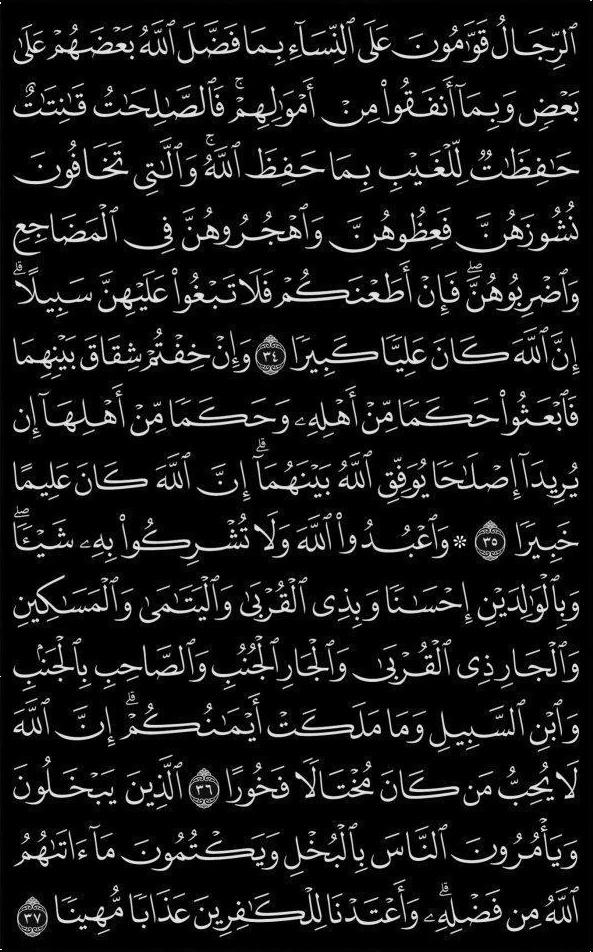 ٱلرِّجَالُ قَوَّٰمُونَ عَلَى ٱلنِّسَآءِ بِمَا فَضَّلَ ٱللَّهُ بَعْضَهُمْ عَلَىٰ
بَعْضٍ وَبِمَآ أَنفَقُوا۟ مِنْ أَمْوَٰلِهِمْ ۚ فَٱلصَّٰلِحَٰتُ قَٰنِتَٰتٌ
حَٰفِظَٰتٌ لِّلْغَيْبِ بِمَا حَفِظَ ٱللَّهُ ۚ وَٱلَّٰتِى تَخَافُونَ
نُشُوزَهُنَّ فَعِظُوهُنَّ وَٱهْجُرُوهُنَّ فِى ٱلْمَضَاجِعِ
وَٱضْرِبُوهُنَّ ۖ فَإِنْ أَطَعْنَكُمْ فَلَا تَبْغُوا۟ عَلَيْهِنَّ سَبِيلًا ۗ
إِنَّ ٱللَّهَ كَانَ عَلِيًّا كَبِيرًا ٣٤ وَإِنْ خِفْتُمْ شِقَاقَ بَيْنِهِمَا
فَٱبْعَثُوا۟ حَكَمًا مِّنْ أَهْلِهِۦ وَحَكَمًا مِّنْ أَهْلِهَآ إِن
يُرِيدَآ إِصْلَٰحًا يُوَفِّقِ ٱللَّهُ بَيْنَهُمَآ ۗ إِنَّ ٱللَّهَ كَانَ عَلِيمًا
خَبِيرًا ٣٥ ۞ وَٱعْبُدُوا۟ ٱللَّهَ وَلَا تُشْرِكُوا۟ بِهِۦ شَيْـًٔا ۖ
وَبِٱلْوَٰلِدَيْنِ إِحْسَٰنًا وَبِذِى ٱلْقُرْبَىٰ وَٱلْيَتَٰمَىٰ وَٱلْمَسَٰكِينِ
وَٱلْجَارِ ذِى ٱلْقُرْبَىٰ وَٱلْجَارِ ٱلْجُنُبِ وَٱلصَّاحِبِ بِٱلْجَنۢبِ
وَٱبْنِ ٱلسَّبِيلِ وَمَا مَلَكَتْ أَيْمَٰنُكُمْ ۗ إِنَّ ٱللَّهَ
لَا يُحِبُّ مَن كَانَ مُخْتَالًا فَخُورًا ٣٦ ٱلَّذِينَ يَبْخَلُونَ
وَيَأْمُرُونَ ٱلنَّاسَ بِٱلْبُخْلِ وَيَكْتُمُونَ مَآ ءَاتَىٰهُمُ
ٱللَّهُ مِن فَضْلِهِۦ ۗ وَأَعْتَدْنَا لِلْكَٰفِرِينَ عَذَابًا مُّهِينًا ٣٧